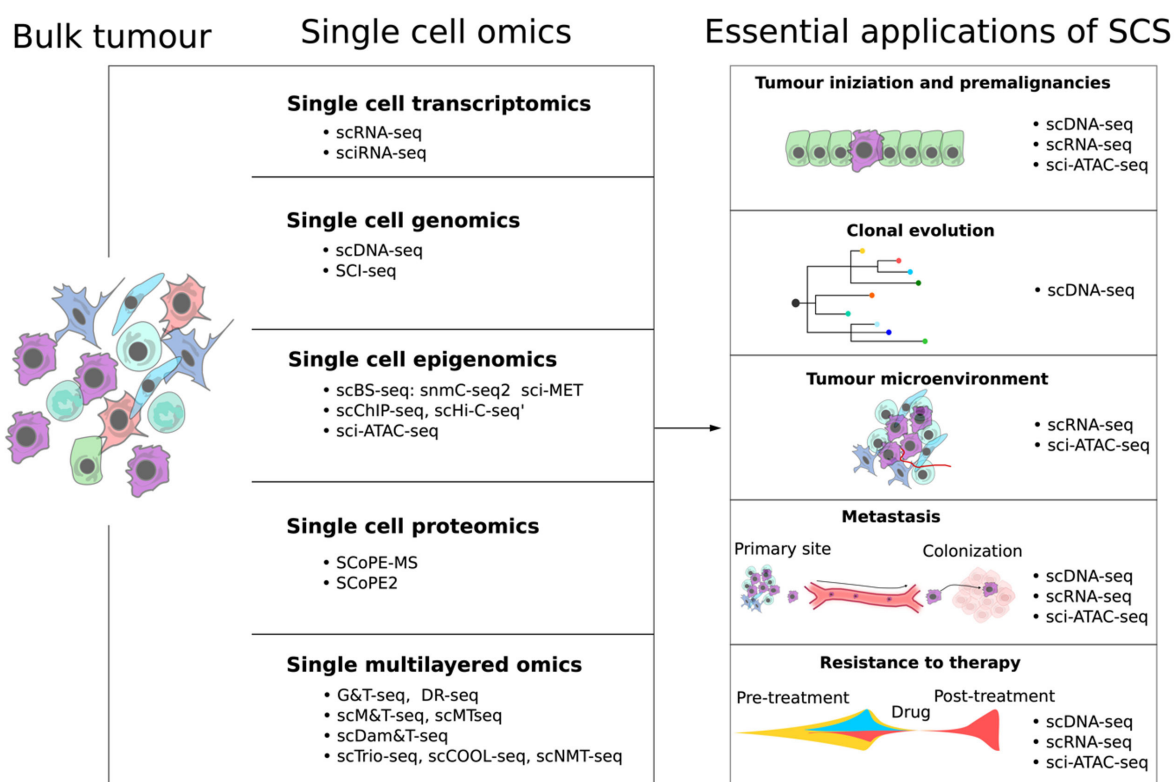 Bulk tumour
Single cell omics
Essential applications of SCS
Single cell transcriptomics
• scRNA-seq
• sciRNA-seq
Single cell genomics
• scDNA-seq
• SCI-seq
Single cell epigenomics
• scBS-seq: snmC-seq2 sci-MET
• scChIP-seq, scHi-C-seq'
• sci-ATAC-seq
Single cell proteomics
• SCoPE-MS
• SCoPE2
Single multilayered omics
• G&T-seq, DR-seq
• scM&T-seq, scMTseq
• scDam&T-seq
• scTrio-seq, scCOOL-seq, scNMT-seq
Tumour iniziation and premalignancies
• scDNA-seq
• scRNA-seq
• sci-ATAC-seq
Clonal evolution
• scDNA-seq
Tumour microenvironment
• scRNA-seq
• sci-ATAC-seq
Metastasis
Primary site
Colonization
• scDNA-seq
• scRNA-seq
• sci-ATAC-seq
Resistance to therapy
Pre-treatment
Drug
Post-treatment
• scDNA-seq
• scRNA-seq
• sci-ATAC-seq